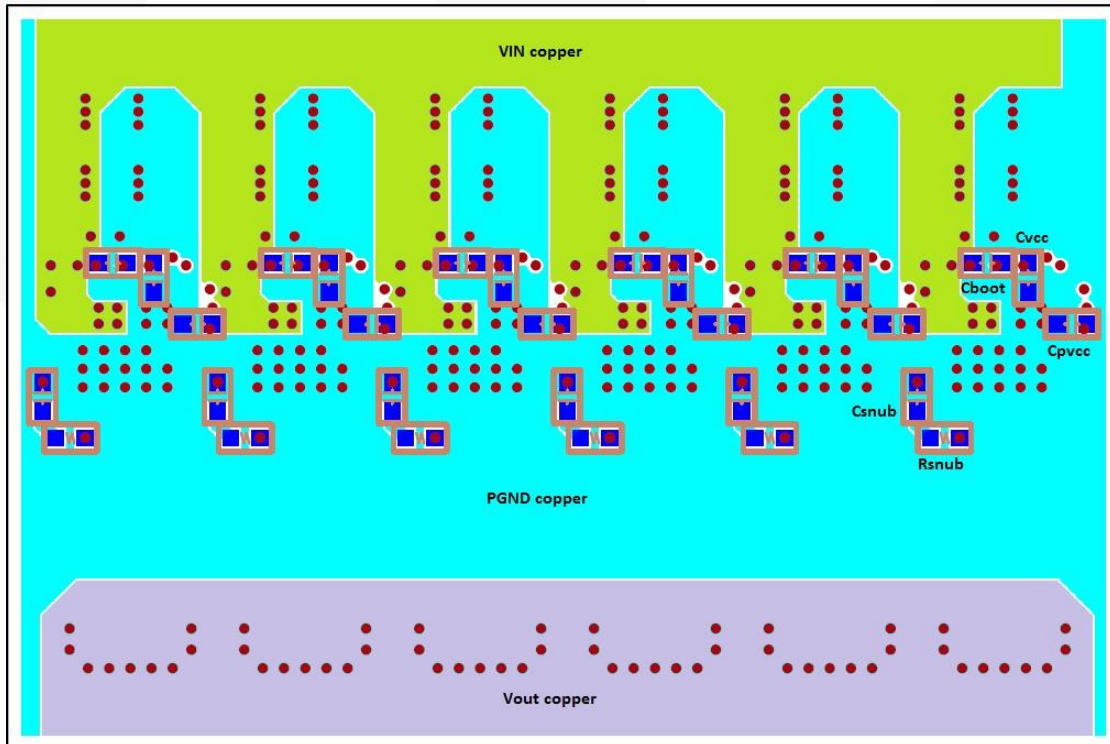 VIN copper
Cvcc
Cboot
Cpvcc
Csnub
Rsnub
PGND copper
Vout copper